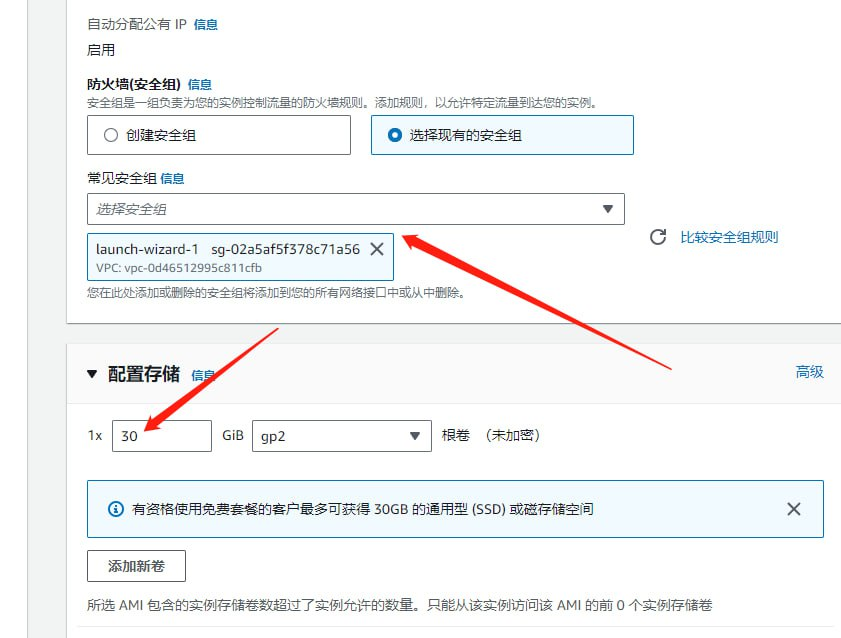 自动分配公有 IP 信息
启用
防火墙(安全组) 信息
安全组是一组负责为您的实例控制流量的防火墙规则。添加规则，以允许特定流量到达您的实例。
创建安全组 选择现有的安全组
常见安全组 信息
选择安全组
比较安全组规则
launch-wizard-1 sg-02a5af5f378c71a56
VPC: vpc-0d46512995c811cfb
您在此处添加或删除的安全组将添加到您的所有网络接口中或从中删除。
配置存储 信息 高级
1x 30 GiB gp2 根卷 (未加密)
有资格使用免费套餐的客户最多可获得 30GB 的通用型 (SSD) 或磁存储空间
添加新卷
所选 AMI 包含的实例存储卷数超过了实例允许的数量。只能从该实例访问该 AMI 的前 0 个实例存储卷